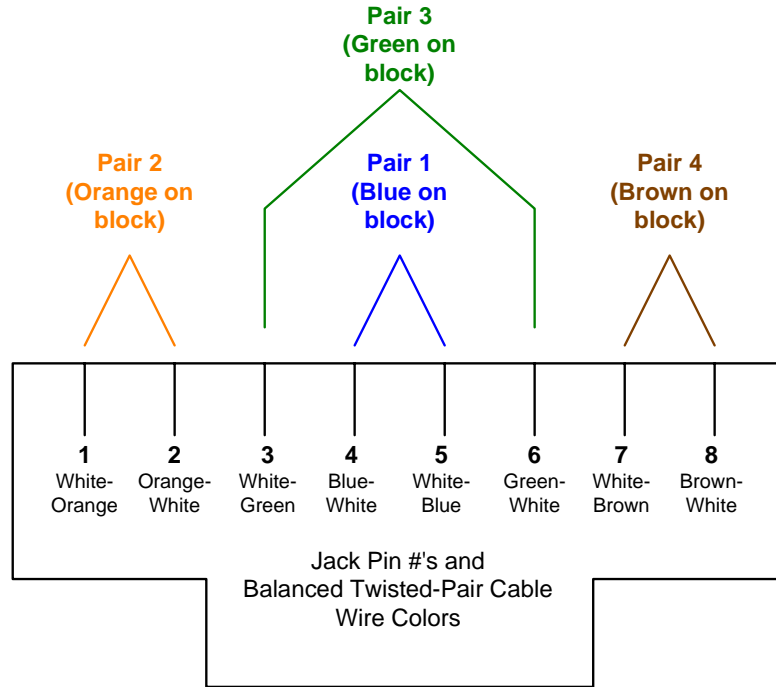 Pair 3
(Green on
block)
Pair 2
(Orange on
block)
Pair 1
(Blue on
block)
Pair 4
(Brown on
block)
1
White-
Orange
2
Orange-
White
3
White-
Green
4
Blue-
White
5
White-
Blue
6
Green-
White
7
White-
Brown
8
Brown-
White
Jack Pin #'s and
Balanced Twisted-Pair Cable
Wire Colors